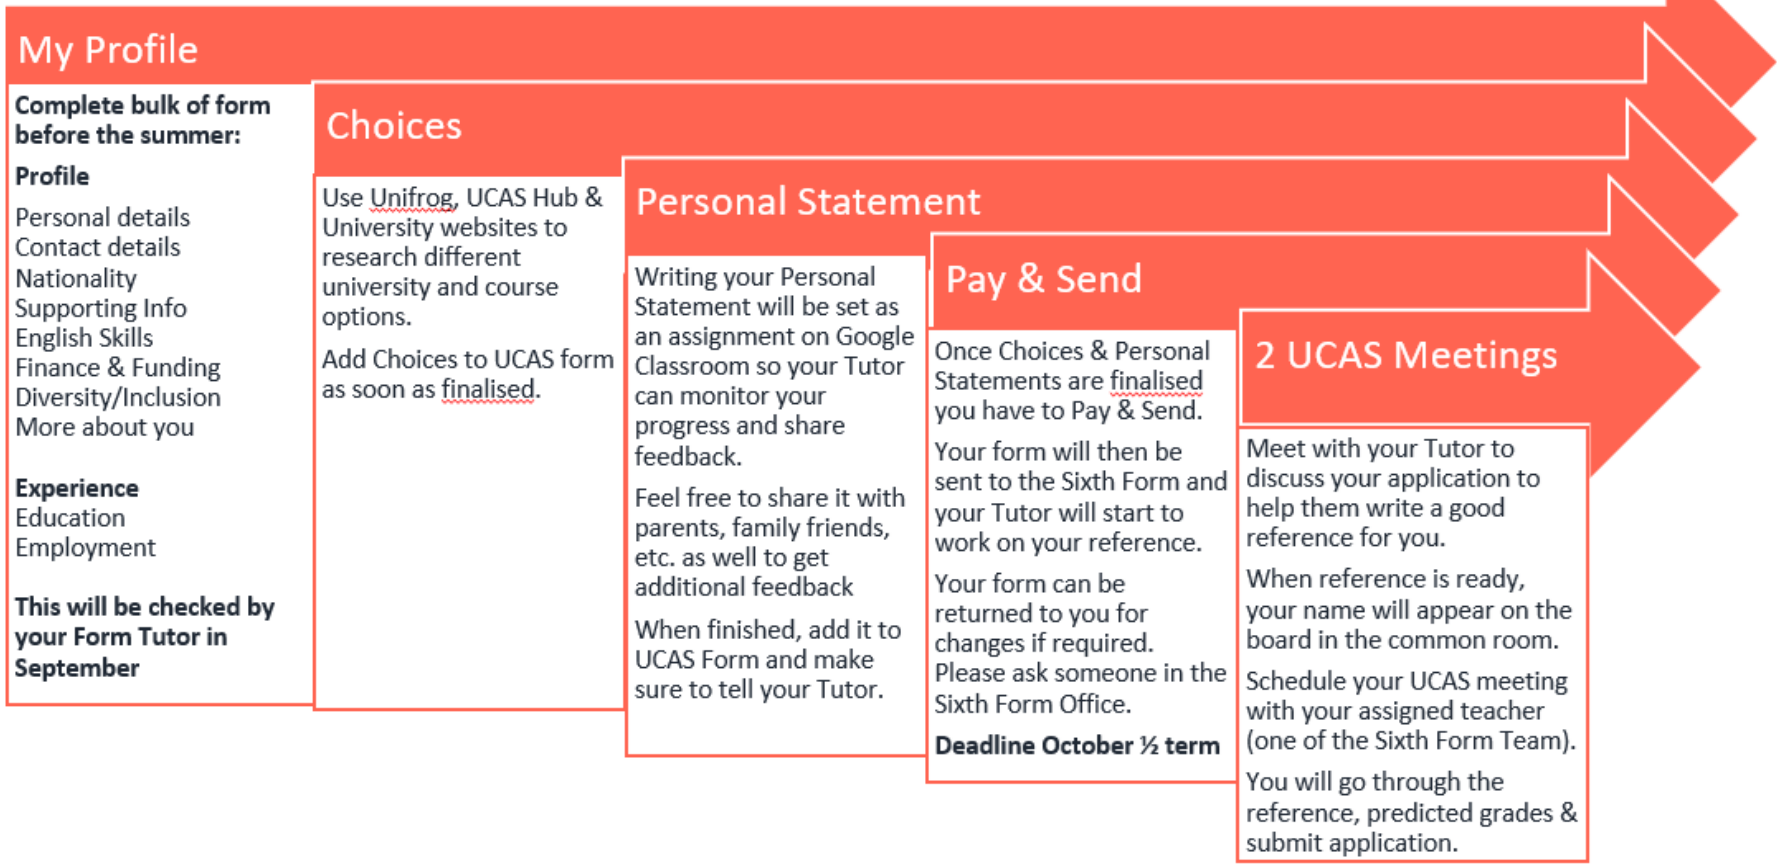 My Profile
Complete bulk of form
before the summer:
Profile
Personal details
Contact details
Nationality
Supporting Info
English Skills
Finance & Funding
Diversity/Inclusion
More about you
Experience
Education
Employment
This will be checked by
your Form Tutor in
September
Choices
Use Unifrog, UCAS Hub &
University websites to
research different
university and course
options.
Add Choices to UCAS form
as soon as finalised.
Personal Statement
Writing your Personal
Statement will be set as
an assignment on Google
Classroom so your Tutor
can monitor your
progress and share
feedback.
Feel free to share it with
parents, family friends,
etc. as well to get
additional feedback
When finished, add it to
UCAS Form and make
sure to tell your Tutor.
Pay & Send
Once Choices & Personal
Statements are finalised
you have to Pay & Send.
Your form will then be
sent to the Sixth Form and
your Tutor will start to
work on your reference.
Your form can be
returned to you for
changes if required.
Please ask someone in the
Sixth Form Office.
Deadline October ½ term
2 UCAS Meetings
Meet with your Tutor to
discuss your application to
help them write a good
reference for you.
When reference is ready,
your name will appear on the
board in the common room.
Schedule your UCAS meeting
with your assigned teacher
(one of the Sixth Form Team).
You will go through the
reference, predicted grades &
submit application.